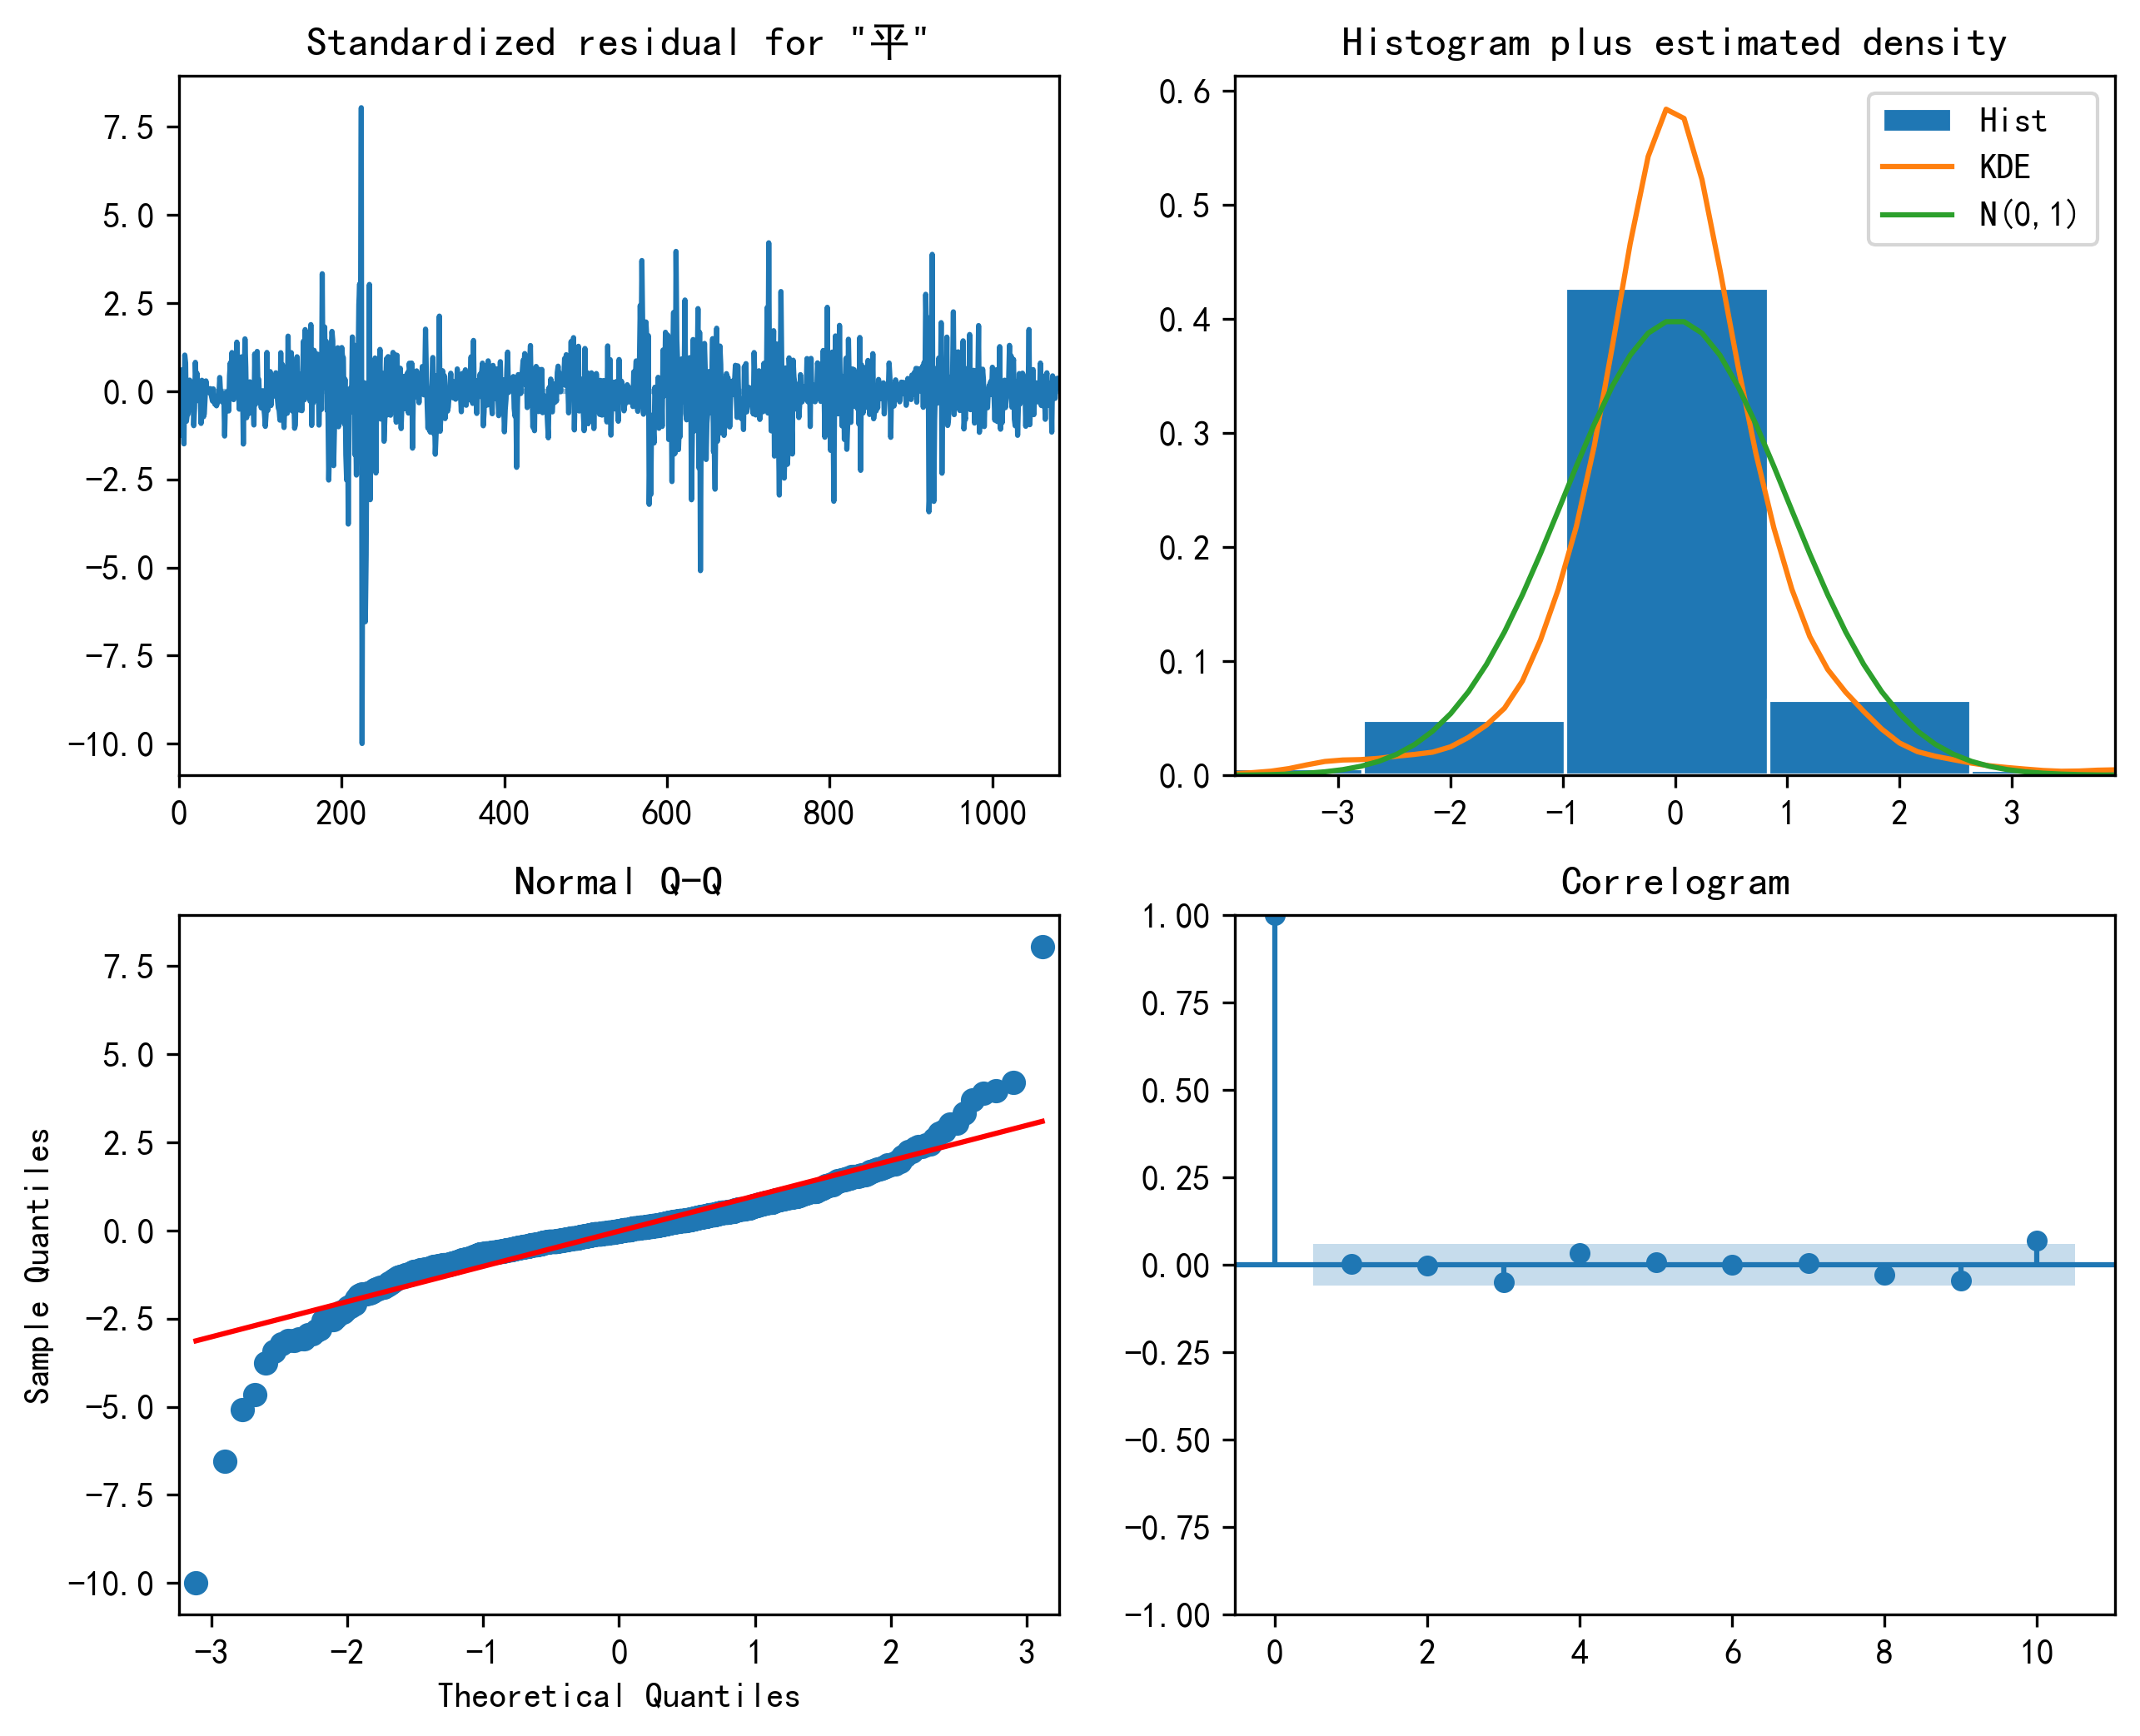 Standardized residual for "平"
7.5
5.0
2.5
0.0
−2.5
−5.0
−7.5
−10.0
0 200 400 600 800 1000
Histogram plus estimated density
0.6
0.5
0.4
0.3
0.2
0.1
0.0
−3 −2 −1 0 1 2 3
Hist
KDE
N(0,1)
Normal Q−Q
Sample Quantiles
7.5
5.0
2.5
0.0
−2.5
−5.0
−7.5
−10.0
−3 −2 −1 0 1 2 3
Theoretical Quantiles
Correlogram
1.00
0.75
0.50
0.25
0.00
−0.25
−0.50
−0.75
−1.00
0 2 4 6 8 10